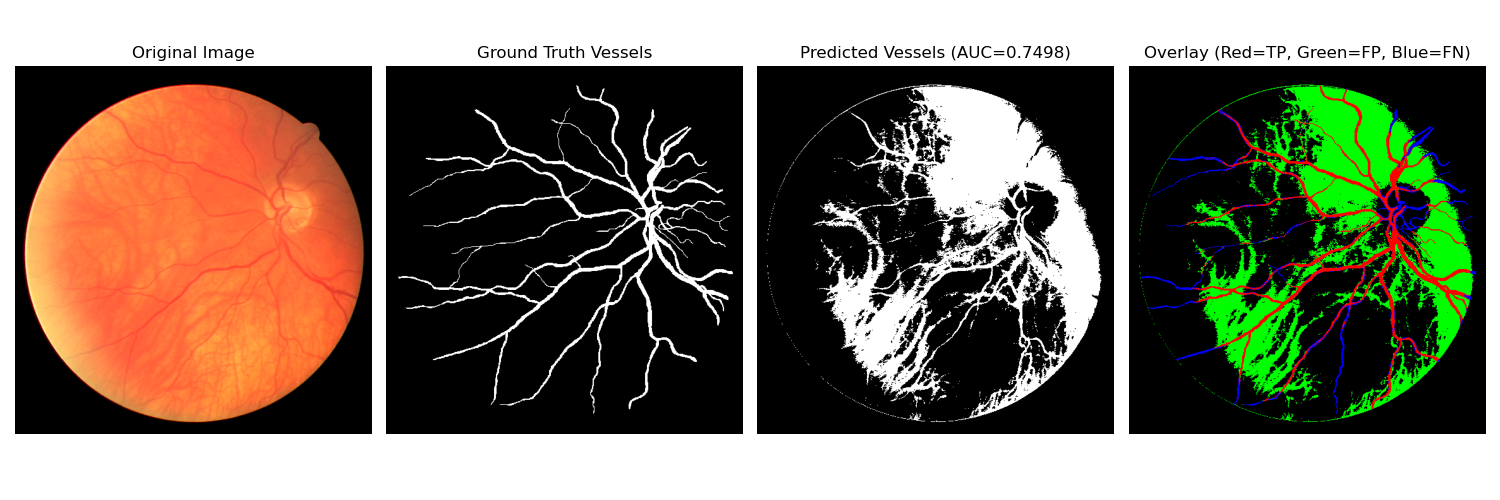 Original Image
Ground Truth Vessels
Predicted Vessels (AUC=0.7498)
Overlay (Red=TP, Green=FP, Blue=FN)